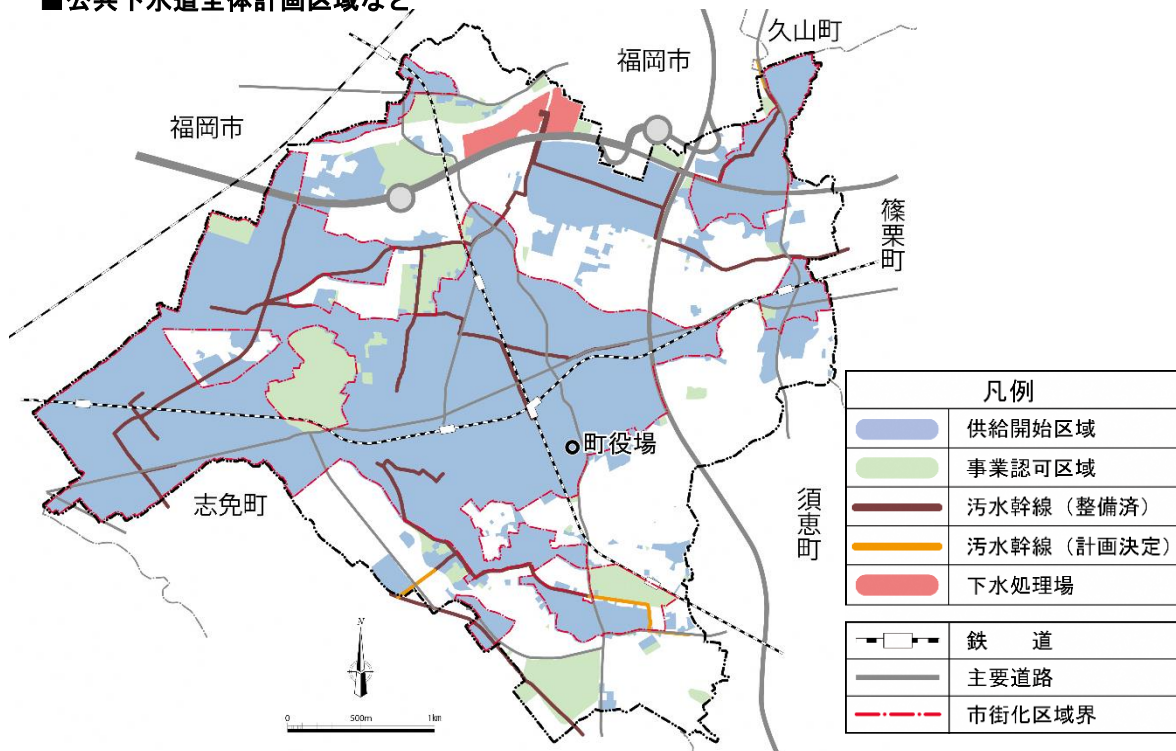 ■公共下水道全体計画区域など
久山町
福岡市
福岡市
篠栗町
町役場
志免町
須恵町
凡例
供給開始区域
事業認可区域
汚水幹線（整備済）
汚水幹線（計画決定）
下水処理場
鉄　道
主要道路
市街化区域界
N
0 500m 1km